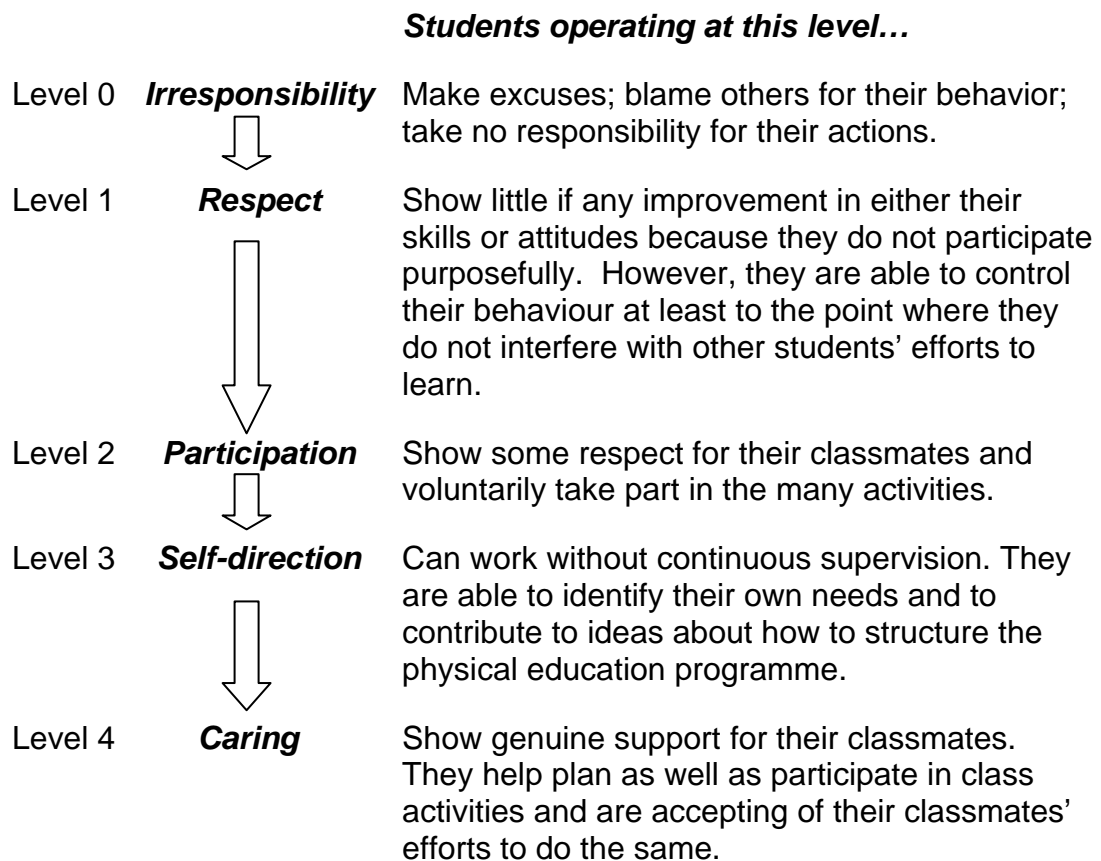 Students operating at this level…
Level 0 Irresponsibility Make excuses; blame others for their behavior;
take no responsibility for their actions.
Level 1 Respect Show little if any improvement in either their
skills or attitudes because they do not participate
purposefully.  However, they are able to control
their behaviour at least to the point where they
do not interfere with other students’ efforts to
learn.
Level 2 Participation Show some respect for their classmates and
voluntarily take part in the many activities.
Level 3 Self-direction Can work without continuous supervision. They
are able to identify their own needs and to
contribute to ideas about how to structure the
physical education programme.
Level 4 Caring Show genuine support for their classmates.
They help plan as well as participate in class
activities and are accepting of their classmates’
efforts to do the same.